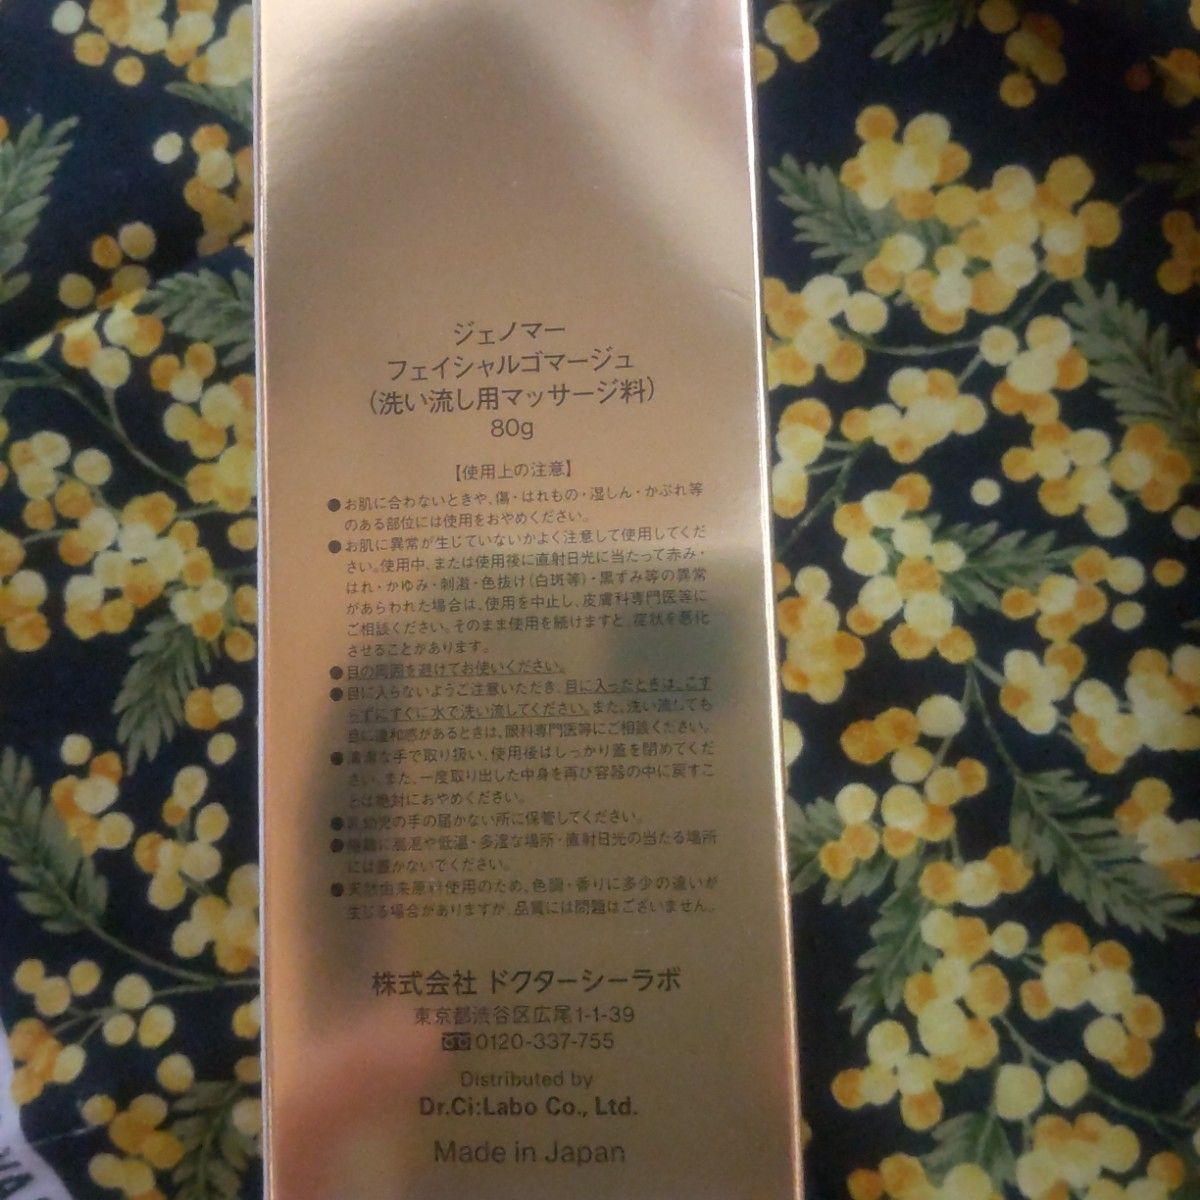 ジェノマー
フェイシャルゴマージュ
(洗い流し用マッサージ料)
80g
【使用上の注意】
●お肌に合わないときや、傷・はれもの・湿しん・かぶれ等
のある部位には使用をおやめください。
●お肌に異常が生じていないかよく注意して使用してくだ
さい。使用中、または使用後に直射日光に当たって赤み・
はれ・かゆみ・刺激・色抜け(白斑等)・黒ずみ等の異常
があらわれた場合は、使用を中止し、皮膚科専門医等に
ご相談ください。そのまま使用を続けますと、症状を悪化
させることがあります。
●目の周囲を避けてお使いください。
●目に入らないようご注意いただき、目に入ったときは、こす
らずにすぐに水で洗い流してください。また、洗い流しても
目に違和感があるときは、眼科専門医等にご相談ください。
●清潔な手で取り扱い、使用後はしっかり蓋を閉めてくだ
さい。また、一度取り出した中身を再び容器の中に戻すこ
とは絶対におやめください。
●乳幼児の手の届かない所に保管してください。
●極端に高温や低温・多湿な場所・直射日光の当たる場所
には置かないでください。
●天然由来原料使用のため、色調・香りに多少の違いが
生じる場合がありますが、品質には問題はございません。
株式会社 ドクターシーラボ
東京都渋谷区広尾1-1-39
0120-337-755
Distributed by
Dr.Ci:Labo Co., Ltd.
Made in Japan